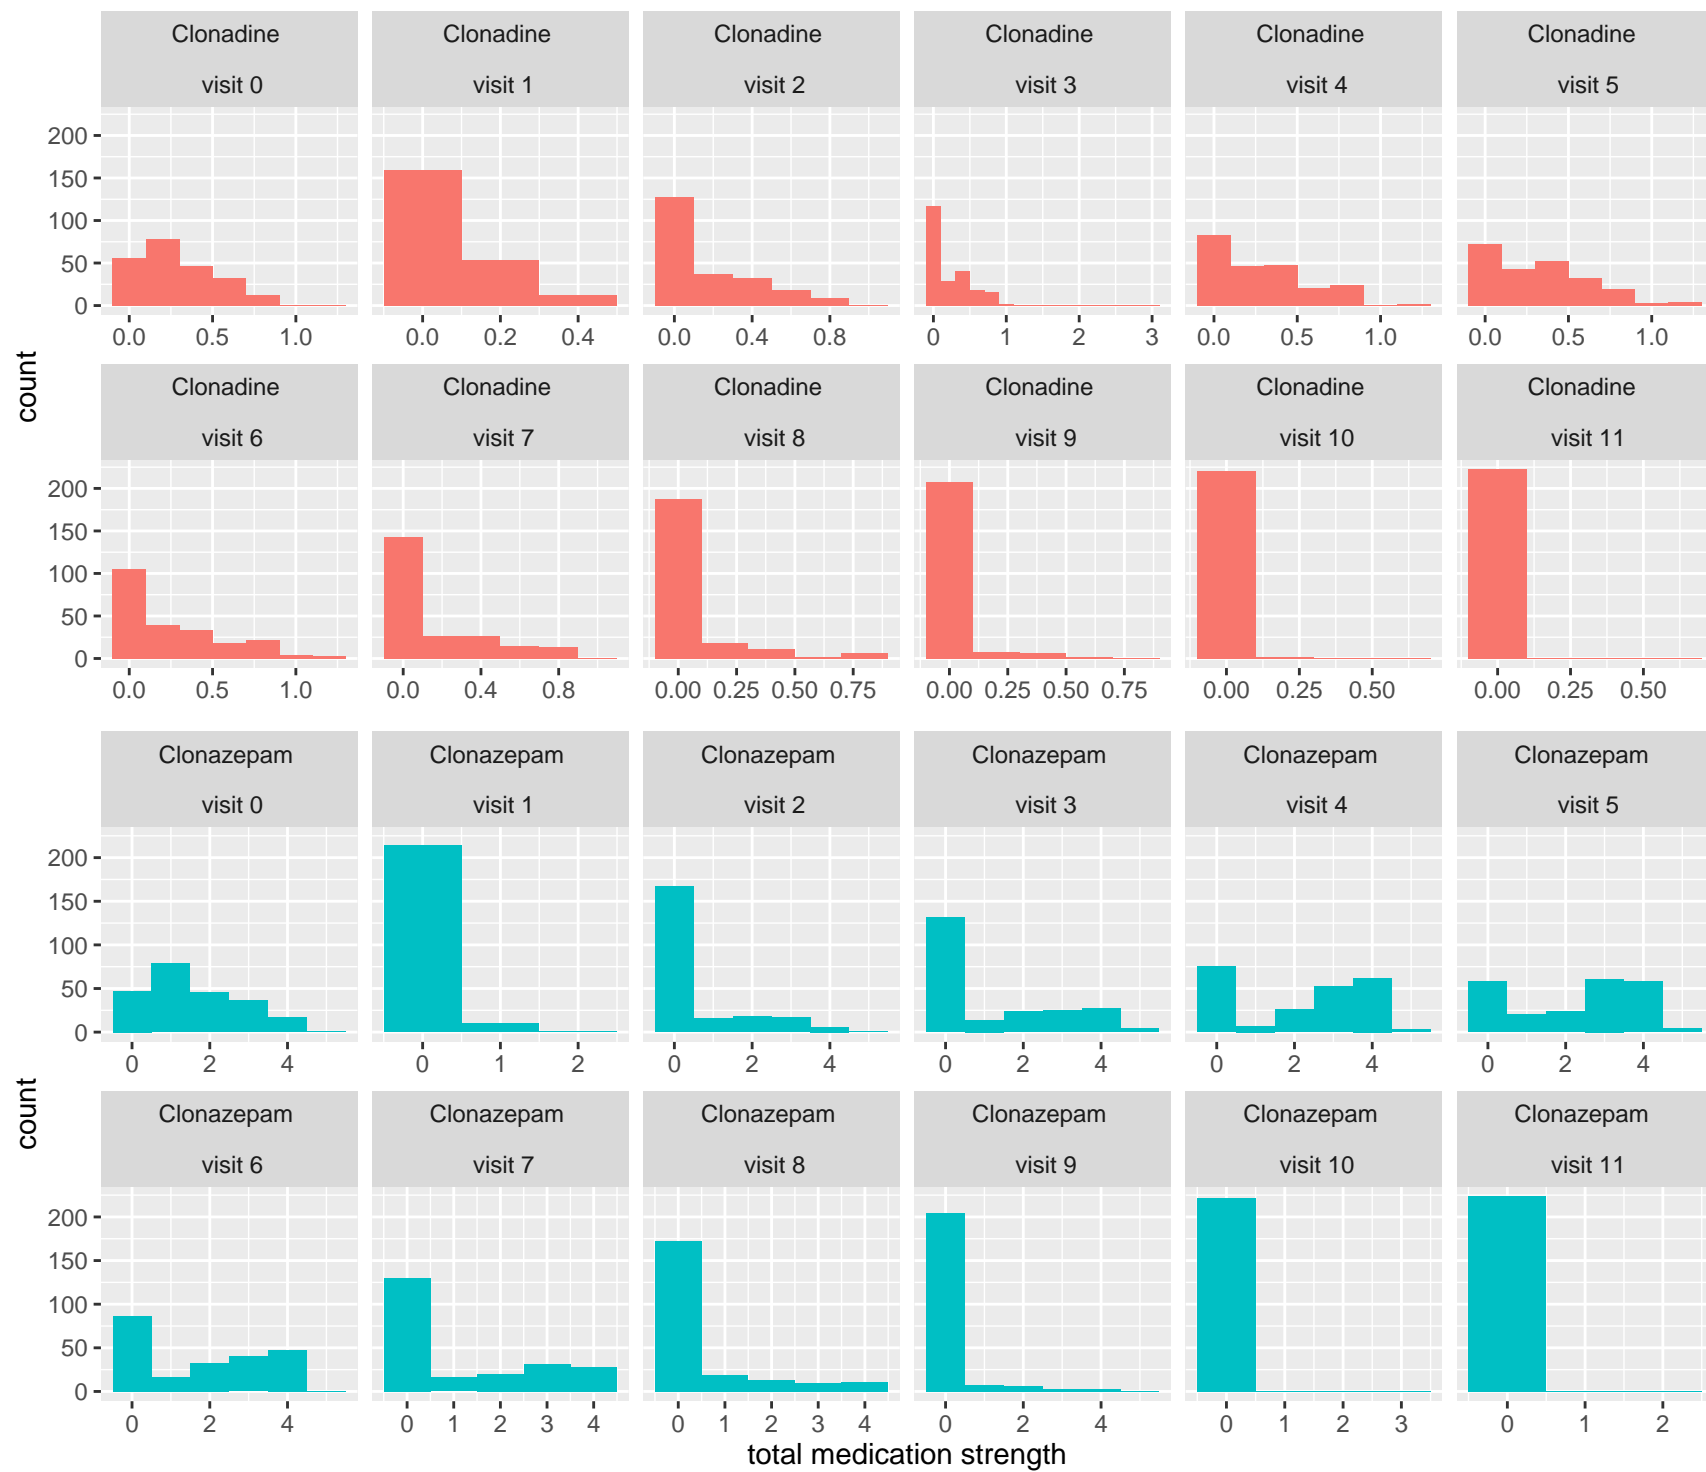 Clonadine Clonadine Clonadine Clonadine Clonadine Clonadine
visit 0 visit 1 visit 2 visit 3 visit 4 visit 5
200
150
100
50
0
0.0 0.5 1.0 0.0 0.2 0.4 0.0 0.4 0.8 0 1 2 3 0.0 0.5 1.0 0.0 0.5 1.0
count
Clonadine Clonadine Clonadine Clonadine Clonadine Clonadine
visit 6 visit 7 visit 8 visit 9 visit 10 visit 11
200
150
100
50
0
0.0 0.5 1.0 0.0 0.4 0.8 0.00 0.25 0.50 0.75 0.00 0.25 0.50 0.75 0.00 0.25 0.50 0.00 0.25 0.50
Clonazepam Clonazepam Clonazepam Clonazepam Clonazepam Clonazepam
visit 0 visit 1 visit 2 visit 3 visit 4 visit 5
200
150
100
50
0
0 2 4 0 1 2 0 2 4 0 2 4 0 2 4 0 2 4
count
Clonazepam Clonazepam Clonazepam Clonazepam Clonazepam Clonazepam
visit 6 visit 7 visit 8 visit 9 visit 10 visit 11
200
150
100
50
0
0 2 4 0 1 2 3 4 0 1 2 3 4 0 2 4 0 1 2 3 0 1 2
total medication strength